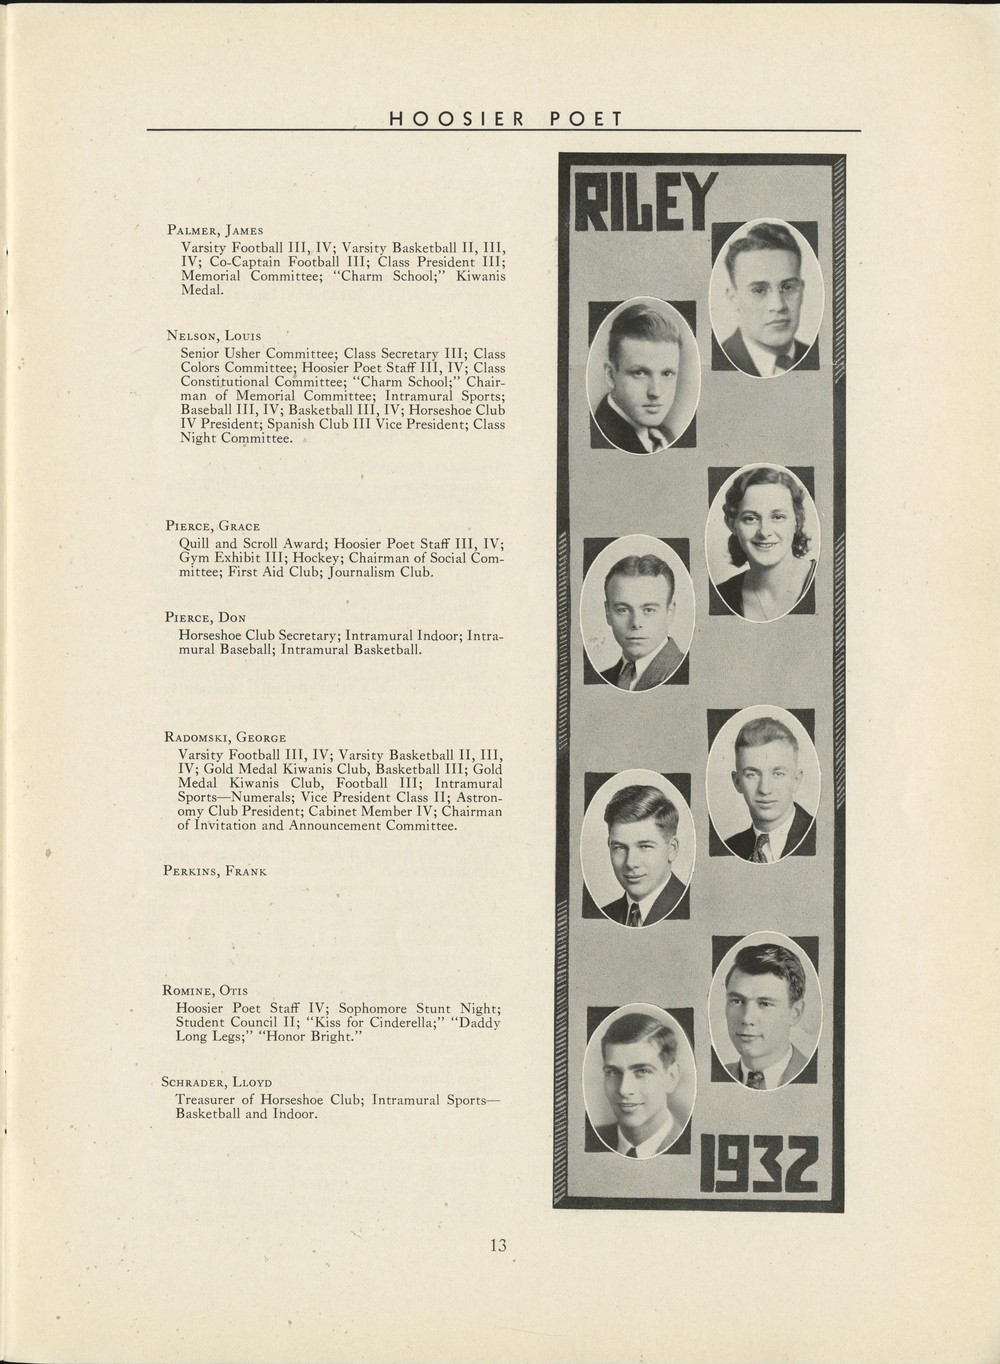 HOOSIER POET
PALMER, JAMES
Varsity Football III, IV; Varsity Basketball II, III,
IV; Co-Captain Football III; Class President III;
Memorial Committee; "Charm School;" Kiwanis
Medal.
NELSON, LOUIS
Senior Usher Committee; Class Secretary III; Class
Colors Committee; Hoosier Poet Staff III, IV; Class
Constitutional Committee; "Charm School;" Chair-
man of Memorial Committee; Intramural Sports;
Baseball III, IV; Basketball III, IV; Horseshoe Club
IV President; Spanish Club III Vice President; Class
Night Committee.
PIERCE, GRACE
Quill and Scroll Award; Hoosier Poet Staff III, IV;
Gym Exhibit III; Hockey; Chairman of Social Com-
mittee; First Aid Club; Journalism Club.
PIERCE, DON
Horseshoe Club Secretary; Intramural Indoor; Intra-
mural Baseball; Intramural Basketball.
RADOMSKI, GEORGE
Varsity Football III, IV; Varsity Basketball II, III,
IV; Gold Medal Kiwanis Club, Basketball III; Gold
Medal Kiwanis Club, Football III; Intramural
Sports—Numerals; Vice President Class II; Astron-
omy Club President; Cabinet Member IV; Chairman
of Invitation and Announcement Committee.
PERKINS, FRANK
ROMINE, OTIS
Hoosier Poet Staff IV; Sophomore Stunt Night;
Student Council II; "Kiss for Cinderella;" "Daddy
Long Legs;" "Honor Bright."
SCHRADER, LLOYD
Treasurer of Horseshoe Club; Intramural Sports—
Basketball and Indoor.
RILEY
1932
13